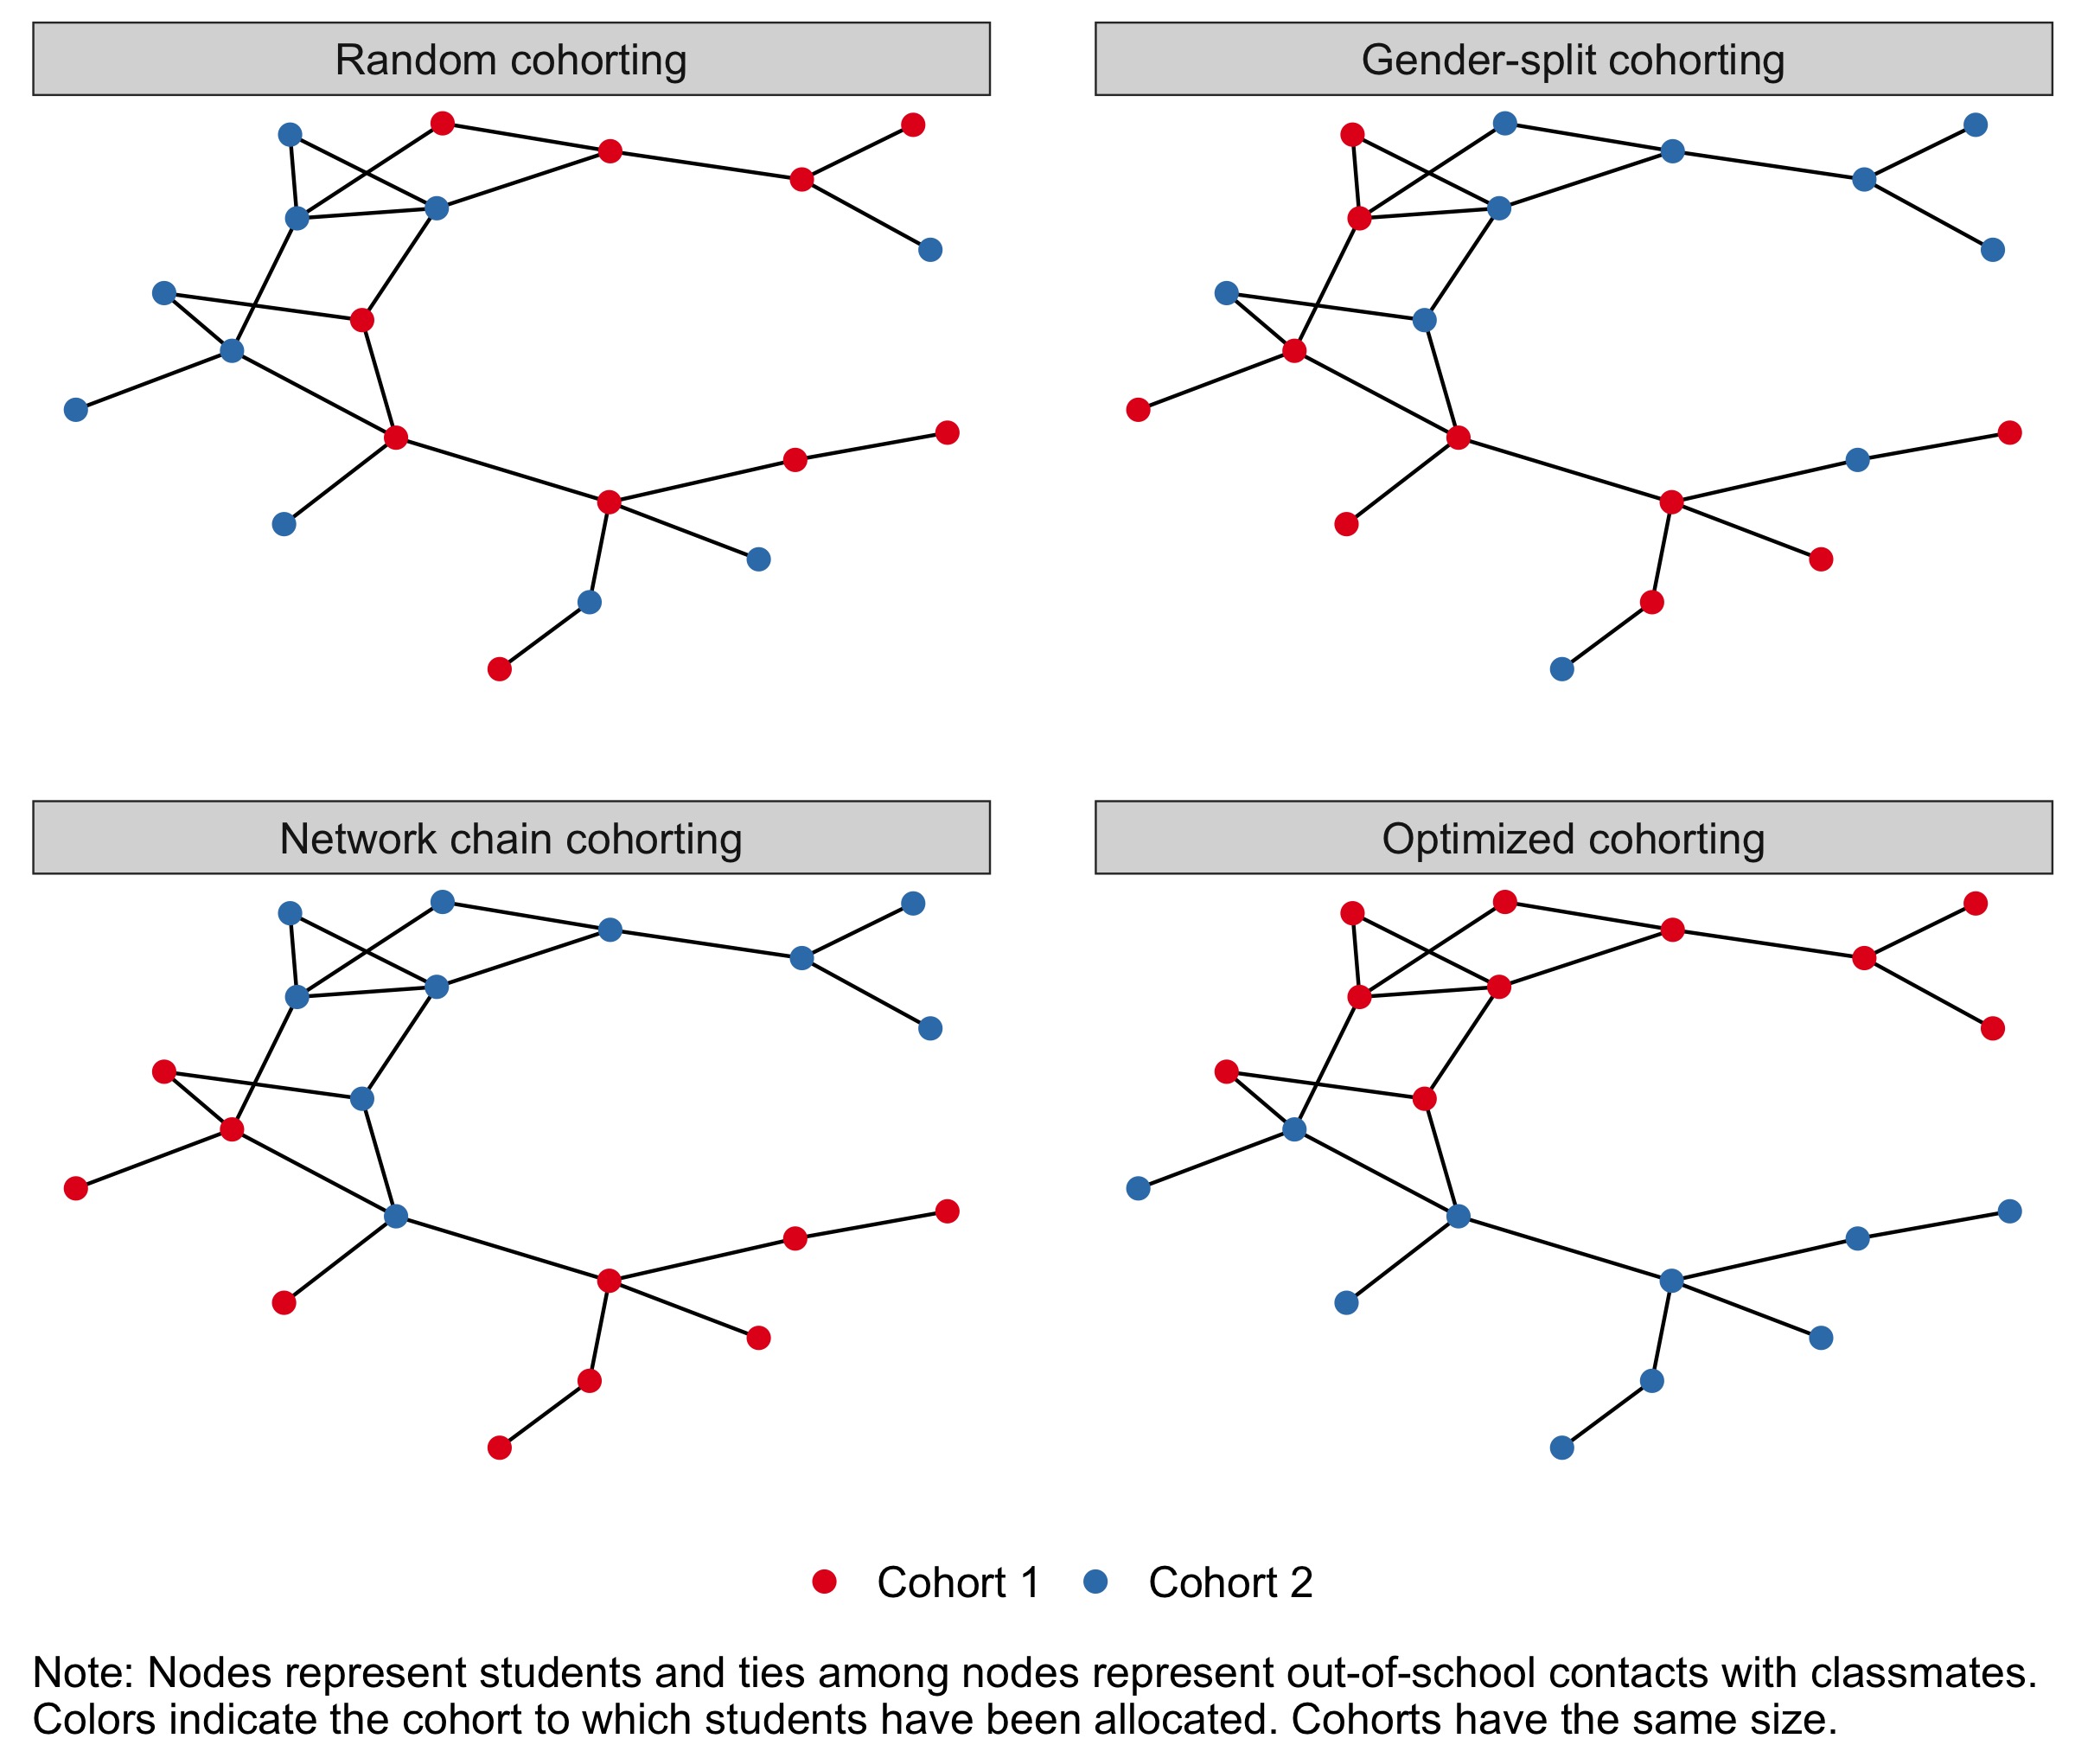 Random cohorting
Gender-split cohorting
Network chain cohorting
Optimized cohorting
Cohort 1
Cohort 2
Note: Nodes represent students and ties among nodes represent out-of-school contacts with classmates.
Colors indicate the cohort to which students have been allocated. Cohorts have the same size.